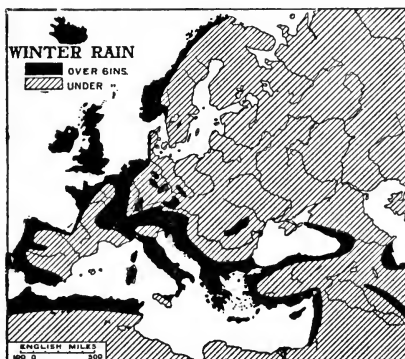 WINTER RAIN
OVER 6INS.
UNDER "
ENGLISH MILES
100 0 500